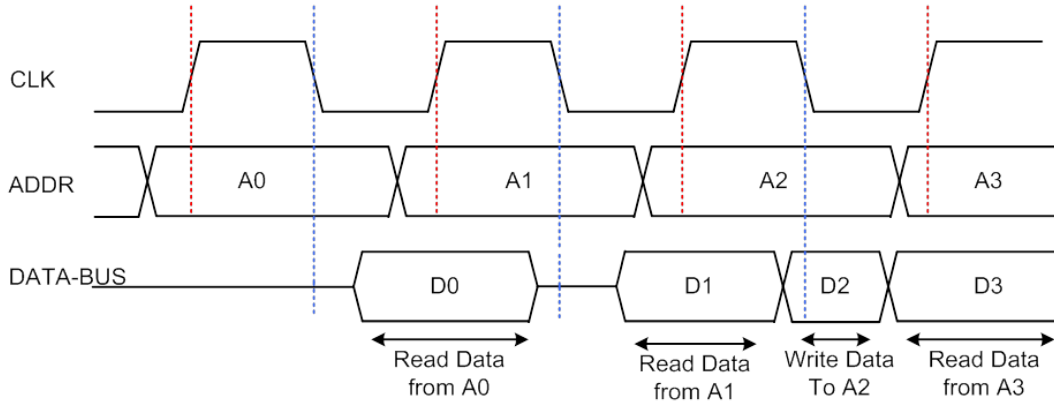 CLK
ADDR
A0
A1
A2
A3
DATA-BUS
D0
D1
D2
D3
Read Data
from A0
Read Data
from A1
Write Data
To A2
Read Data
from A3